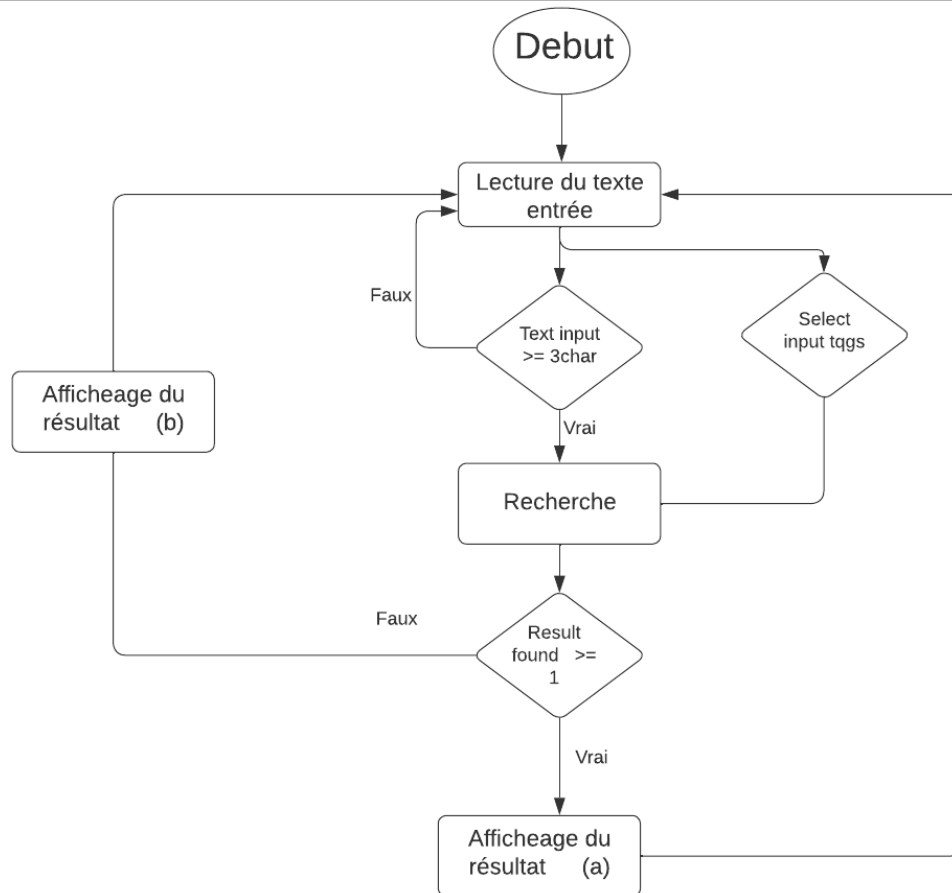 Debut
Lecture du texte
entrée
Faux
Text input
>= 3char
Select
input tqgs
Afficheage du
résultat (b)
Vrai
Recherche
Faux
Result
found >=
1
Vrai
Afficheage du
résultat (a)